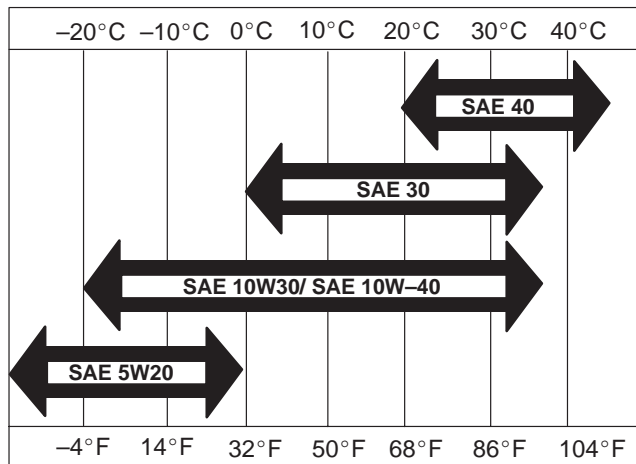 –20°C –10°C 0°C 10°C 20°C 30°C 40°C
SAE 40
SAE 30
SAE 10W30/ SAE 10W–40
SAE 5W20
–4°F 14°F 32°F 50°F 68°F 86°F 104°F